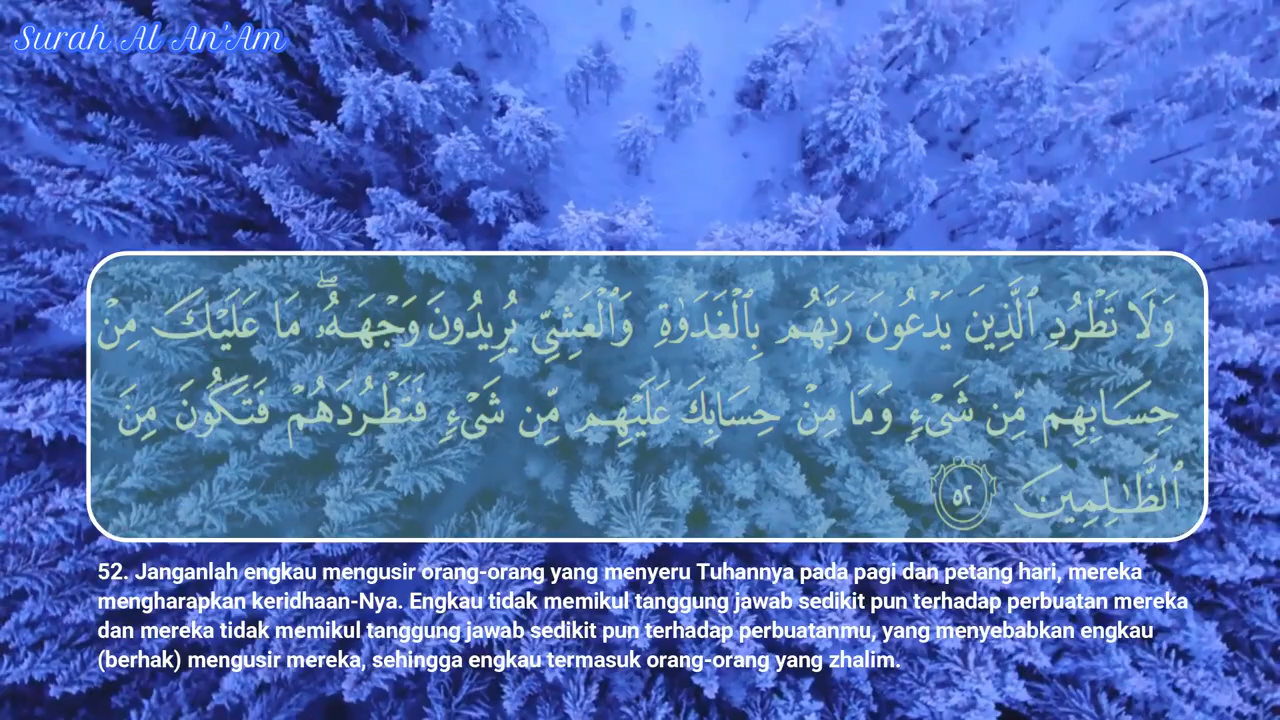 Surah Al An'Am
وَلَا تَطْرُدِ ٱلَّذِينَ يَدْعُونَ رَبَّهُم بِٱلْغَدَوٰةِ وَٱلْعَشِىِّ يُرِيدُونَ وَجْهَهُۥ ۖ مَا عَلَيْكَ مِنْ
حِسَابِهِم مِّن شَىْءٍ وَمَا مِنْ حِسَابِكَ عَلَيْهِم مِّن شَىْءٍ فَتَطْرُدَهُمْ فَتَكُونَ مِنَ
ٱلظَّٰلِمِينَ ٥٢
52. Janganlah engkau mengusir orang-orang yang menyeru Tuhannya pada pagi dan petang hari, mereka
mengharapkan keridhaan-Nya. Engkau tidak memikul tanggung jawab sedikit pun terhadap perbuatan mereka
dan mereka tidak memikul tanggung jawab sedikit pun terhadap perbuatanmu, yang menyebabkan engkau
(berhak) mengusir mereka, sehingga engkau termasuk orang-orang yang zhalim.